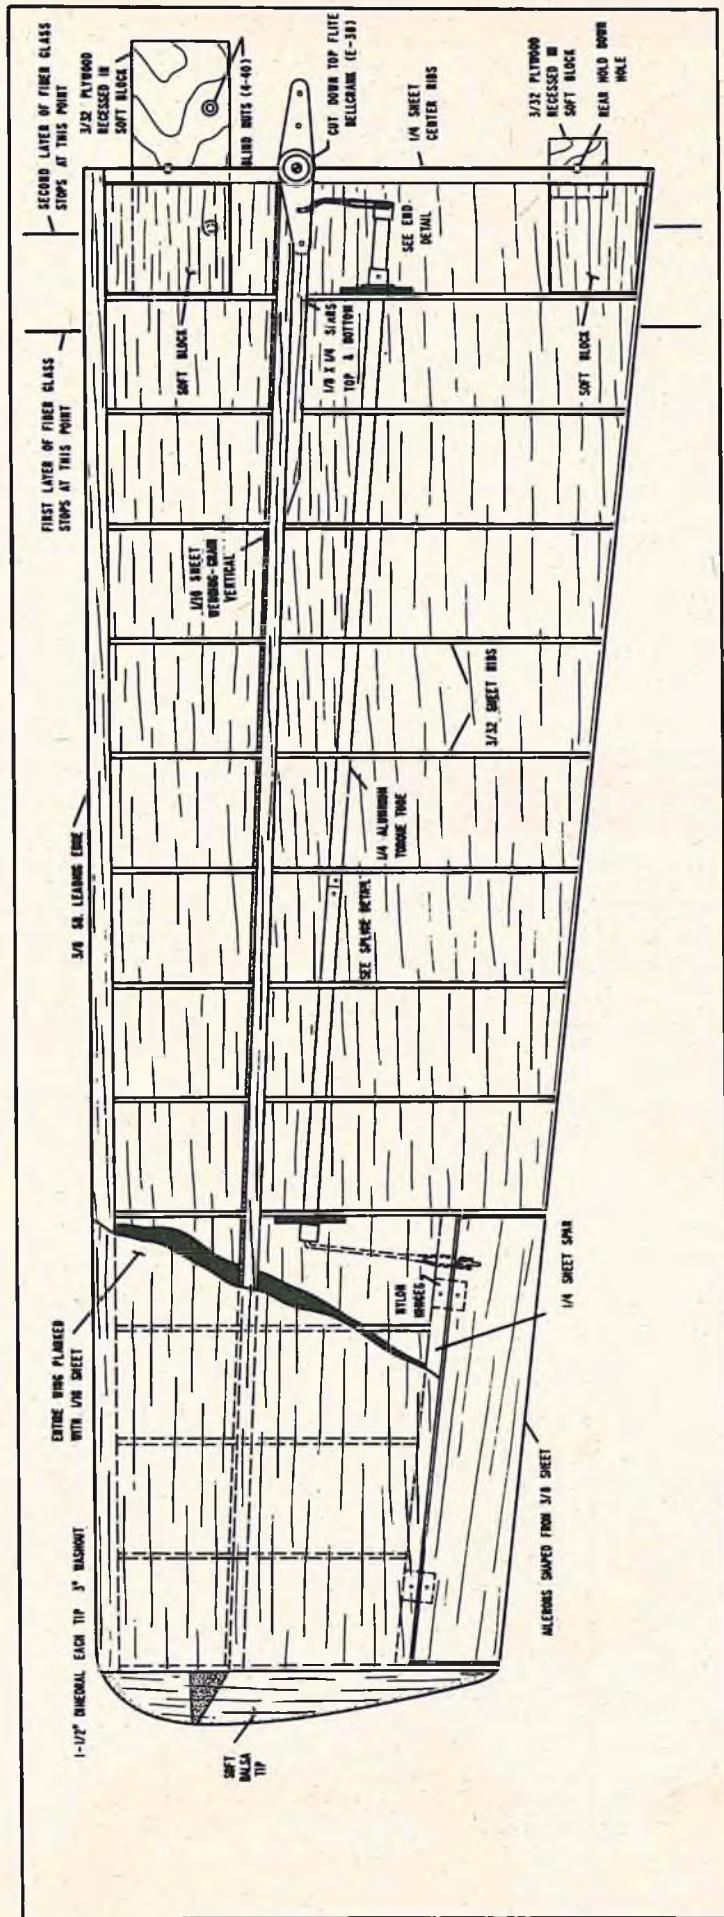 SECOND LAYER OF FIBER GLASS
STOPS AT THIS POINT
3/32 PLYWOOD
RECESSED IN
SOFT BLOCK
BLIND NUTS (4-40)
CUT DOWN TOP FLITE
BELLCRANK (E-38)
1/4 SHEET
CENTER RIBS
3/32 PLYWOOD
RECESSED IN
SOFT BLOCK
REAR HOLD DOWN
HOLE
FIRST LAYER OF FIBER GLASS
STOPS AT THIS POINT
SOFT BLOCK
1/8 X 1/4 SPARS
TOP & BOTTOM
SEE END
DETAIL
SOFT BLOCK
1/16 SHEET
WEBBING-GRAIN
VERTICAL
3/32 SHEET RIBS
3/8 SQ. LEADING EDGE
1/4 ALUMINUM
TORQUE TUBE
SEE SPLICE DETAIL
ENTIRE WING PLANKED
WITH 1/16 SHEET
NYLON
HINGES
1/4 SHEET SPAR
1-1/2" DIHEDRAL EACH TIP 3° WASHOUT
AILERONS SHAPED FROM 3/8 SHEET
SOFT
BALSA
TIP